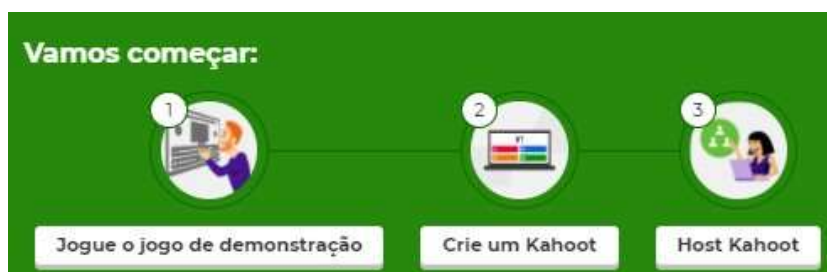 Vamos começar:
1
2
3
Jogue o jogo de demonstração
Crie um Kahoot
Host Kahoot